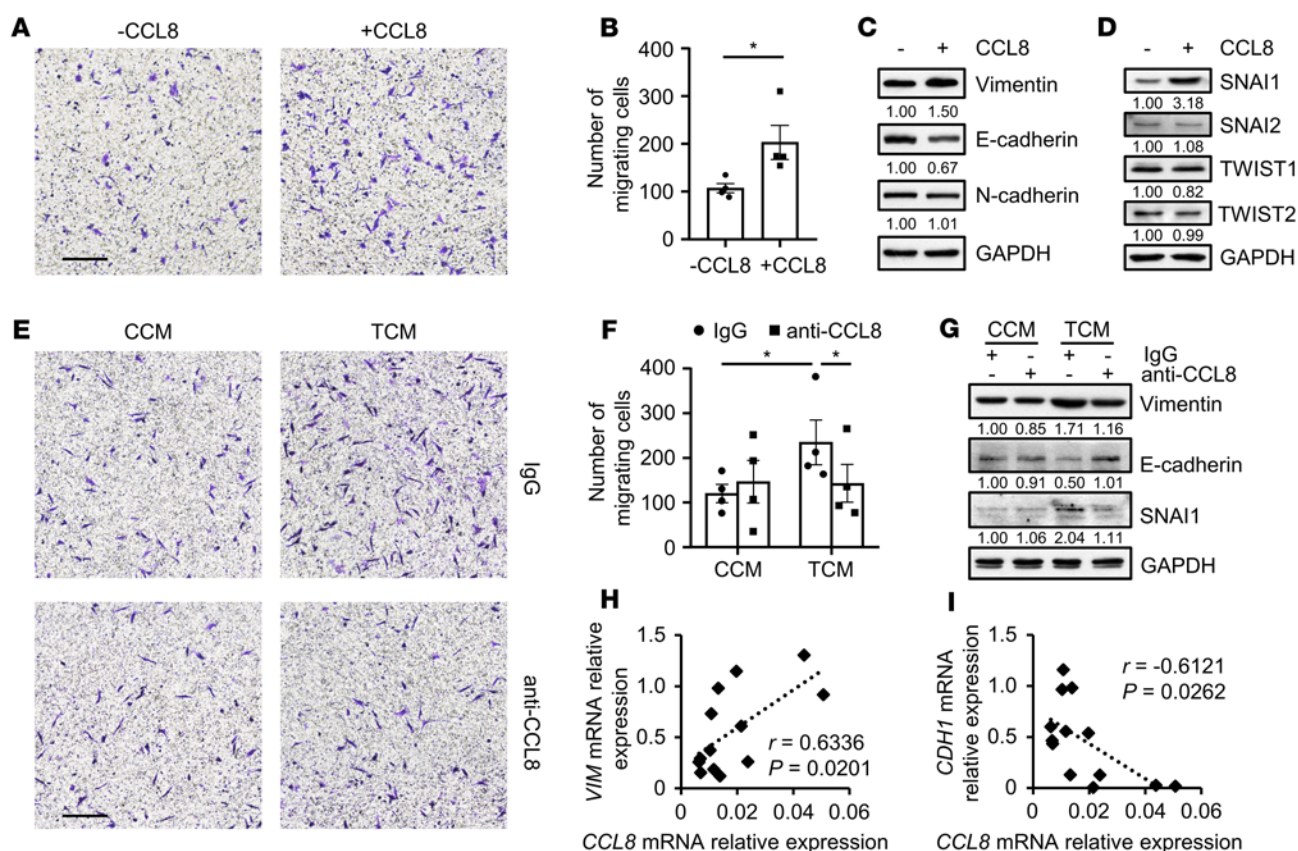 A
-CCL8
+CCL8
B
*
Number of
migrating cells
400
300
200
100
0
-CCL8 +CCL8
C
- + CCL8
Vimentin
1.00 1.50
E-cadherin
1.00 0.67
N-cadherin
1.00 1.01
GAPDH
D
- + CCL8
SNAI1
1.00 3.18
SNAI2
1.00 1.08
TWIST1
1.00 0.82
TWIST2
1.00 0.99
GAPDH
E
CCM
TCM
IgG
anti-CCL8
F
IgG anti-CCL8
* *
Number of
migrating cells
400
300
200
100
0
CCM TCM
G
CCM TCM
+ - + - IgG
- + - + anti-CCL8
Vimentin
1.00 0.85 1.71 1.16
E-cadherin
1.00 0.91 0.50 1.01
SNAI1
1.00 1.06 2.04 1.11
GAPDH
H
VIM mRNA relative
expression
1.5
1.0
0.5
0
r = 0.6336
P = 0.0201
0 0.02 0.04 0.06
CCL8 mRNA relative expression
I
CDH1 mRNA
relative expression
1.5
1.0
0.5
0
r = -0.6121
P = 0.0262
0 0.02 0.04 0.06
CCL8 mRNA relative expression